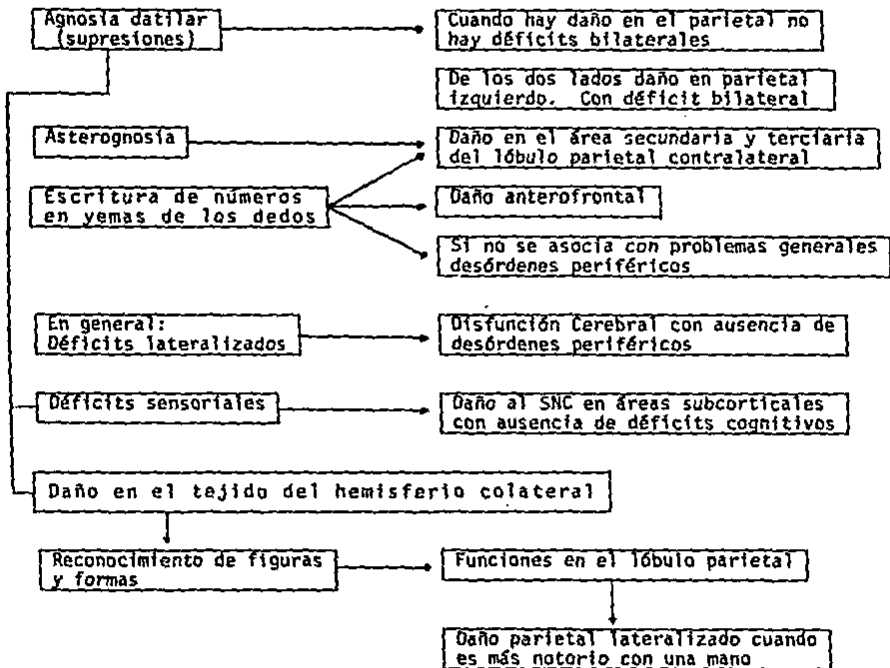 Agnosia datilar
(supresiones)
Cuando hay daño en el parietal no
hay déficits bilaterales
De los dos lados daño en parietal
izquierdo. Con déficit bilateral
Asterognosia
Daño en el área secundaria y terciaria
del lóbulo parietal contralateral
Escritura de números
en yemas de los dedos
Daño anterofrontal
Si no se asocia con problemas generales
desórdenes periféricos
En general:
Déficits lateralizados
Disfunción Cerebral con ausencia de
desórdenes periféricos
Déficits sensoriales
Daño al SNC en áreas subcorticales
con ausencia de déficits cognitivos
Daño en el tejido del hemisferio colateral
Reconocimiento de figuras
y formas
Funciones en el lóbulo parietal
Daño parietal lateralizado cuando
es más notorio con una mano